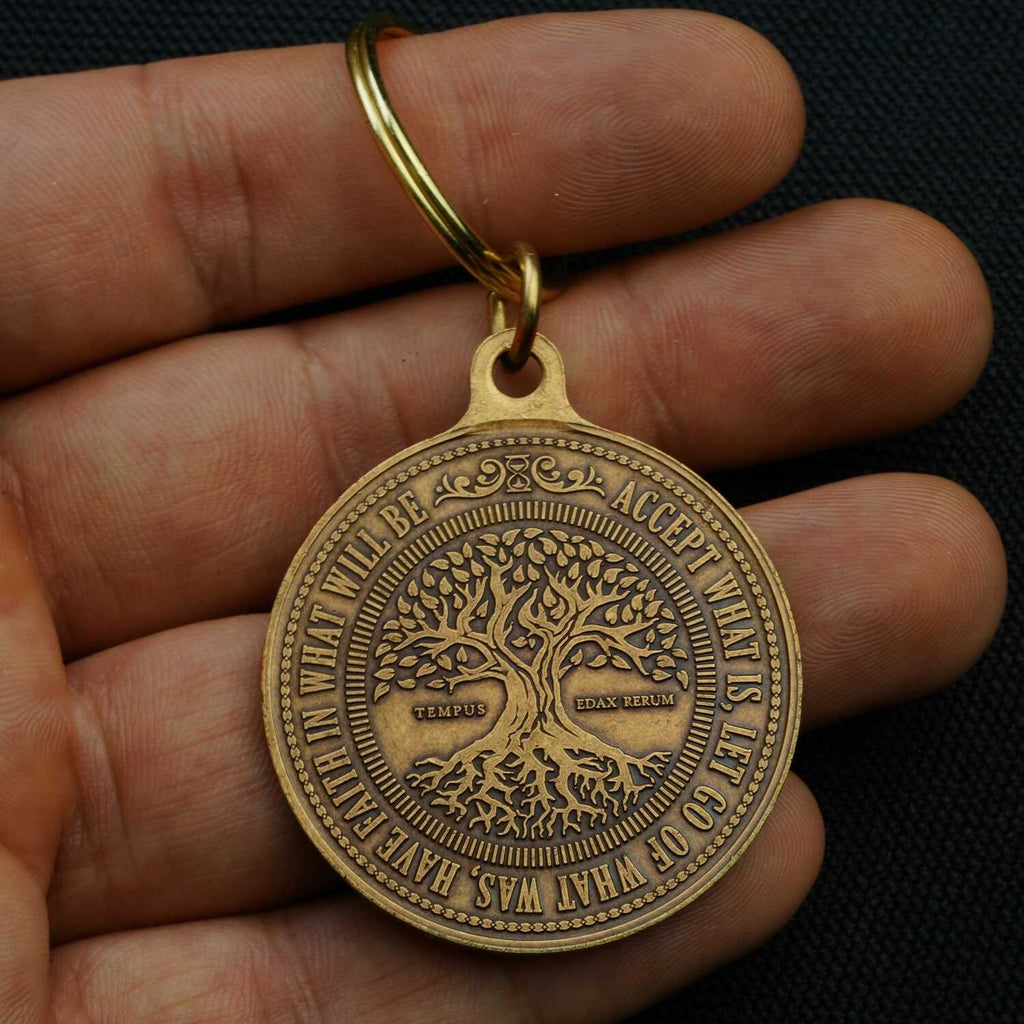 ACCEPT WHAT IS, LET GO OF WHAT WAS, HAVE FAITH IN WHAT WILL BE
TEMPUS EDAX RERUM